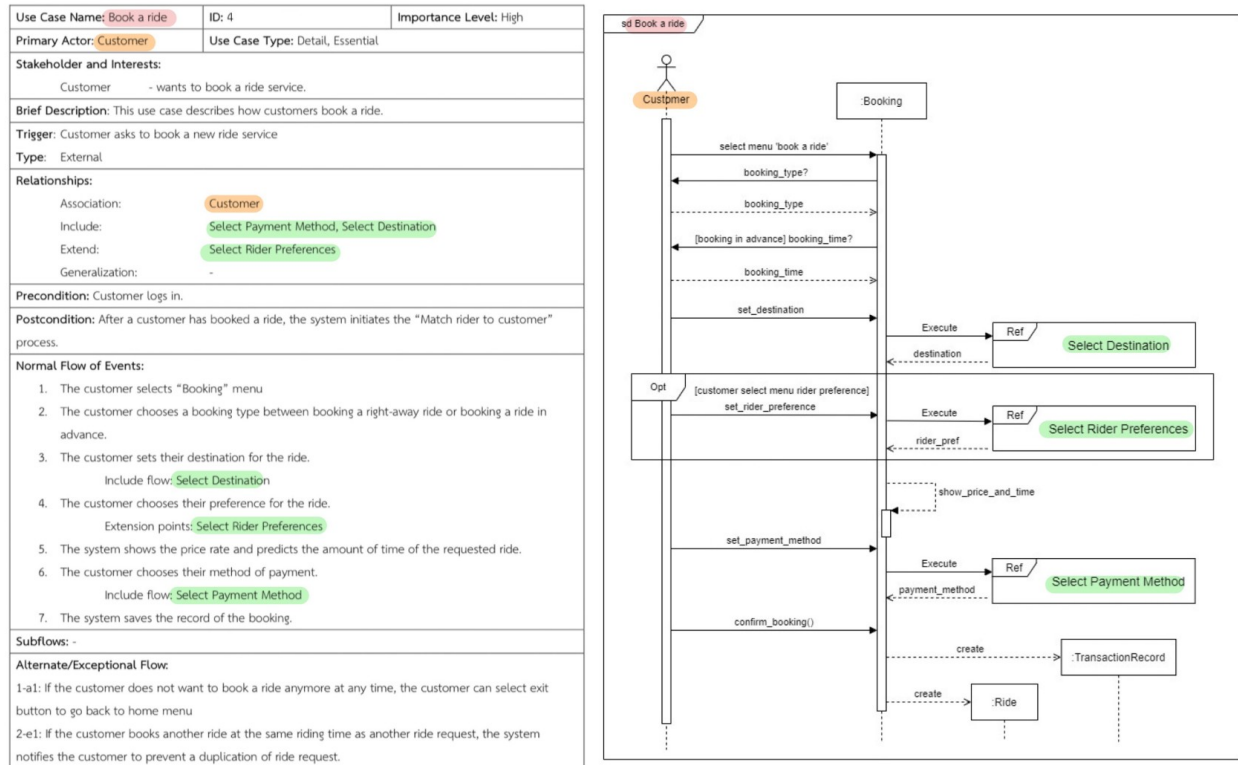 Use Case Name: Book a ride
ID: 4
Importance Level: High
Primary Actor: Customer
Use Case Type: Detail, Essential
Stakeholder and Interests:
Customer - wants to book a ride service.
Brief Description: This use case describes how customers book a ride.
Trigger: Customer asks to book a new ride service
Type: External
Relationships:
Association: Customer
Include: Select Payment Method, Select Destination
Extend: Select Rider Preferences
Generalization: -
Precondition: Customer logs in.
Postcondition: After a customer has booked a ride, the system initiates the “Match rider to customer”
process.
Normal Flow of Events:
1. The customer selects “Booking” menu
2. The customer chooses a booking type between booking a right-away ride or booking a ride in
advance.
3. The customer sets their destination for the ride.
Include flow: Select Destination
4. The customer chooses their preference for the ride.
Extension points: Select Rider Preferences
5. The system shows the price rate and predicts the amount of time of the requested ride.
6. The customer chooses their method of payment.
Include flow: Select Payment Method
7. The system saves the record of the booking.
Subflows: -
Alternate/Exceptional Flow:
1-a1: If the customer does not want to book a ride anymore at any time, the customer can select exit
button to go back to home menu
2-e1: If the customer books another ride at the same riding time as another ride request, the system
notifies the customer to prevent a duplication of ride request.
sd Book a ride
Customer
:Booking
select menu 'book a ride'
booking_type?
booking_type
[booking in advance] booking_time?
booking_time
set_destination
Execute
Ref
Select Destination
destination
Opt
[customer select menu rider preference]
set_rider_preference
Execute
Ref
Select Rider Preferences
rider_pref
show_price_and_time
set_payment_method
Execute
Ref
Select Payment Method
payment_method
confirm_booking()
create
:TransactionRecord
create
:Ride